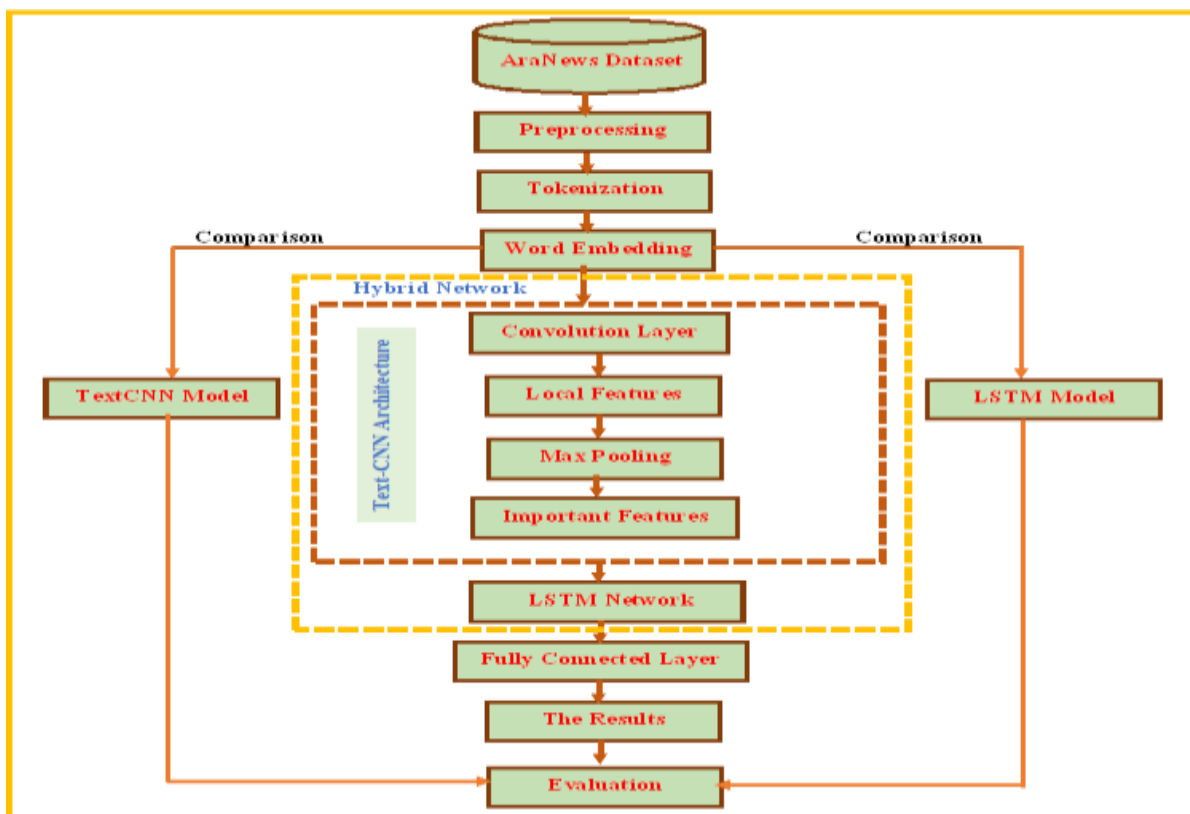 AraNews Dataset
Preprocessing
Tokenization
Comparison
Word Embedding
Comparison
Hybrid Network
Convolution Layer
Text-CNN Architecture
TextCNN Model
Local Features
LSTM Model
Max Pooling
Important Features
LSTM Network
Fully Connected Layer
The Results
Evaluation